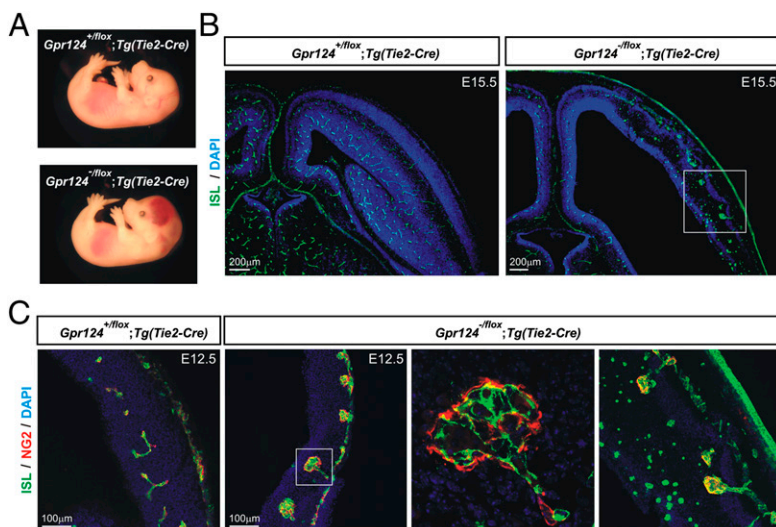 A
Gpr124+/flox;Tg(Tie2-Cre)
Gpr124-/flox;Tg(Tie2-Cre)
B
Gpr124+/flox;Tg(Tie2-Cre)
Gpr124-/flox;Tg(Tie2-Cre)
ISL / DAPI
E15.5
E15.5
200μm
200μm
C
Gpr124+/flox;Tg(Tie2-Cre)
Gpr124-/flox;Tg(Tie2-Cre)
ISL / NG2 / DAPI
E12.5
E12.5
100μm
100μm